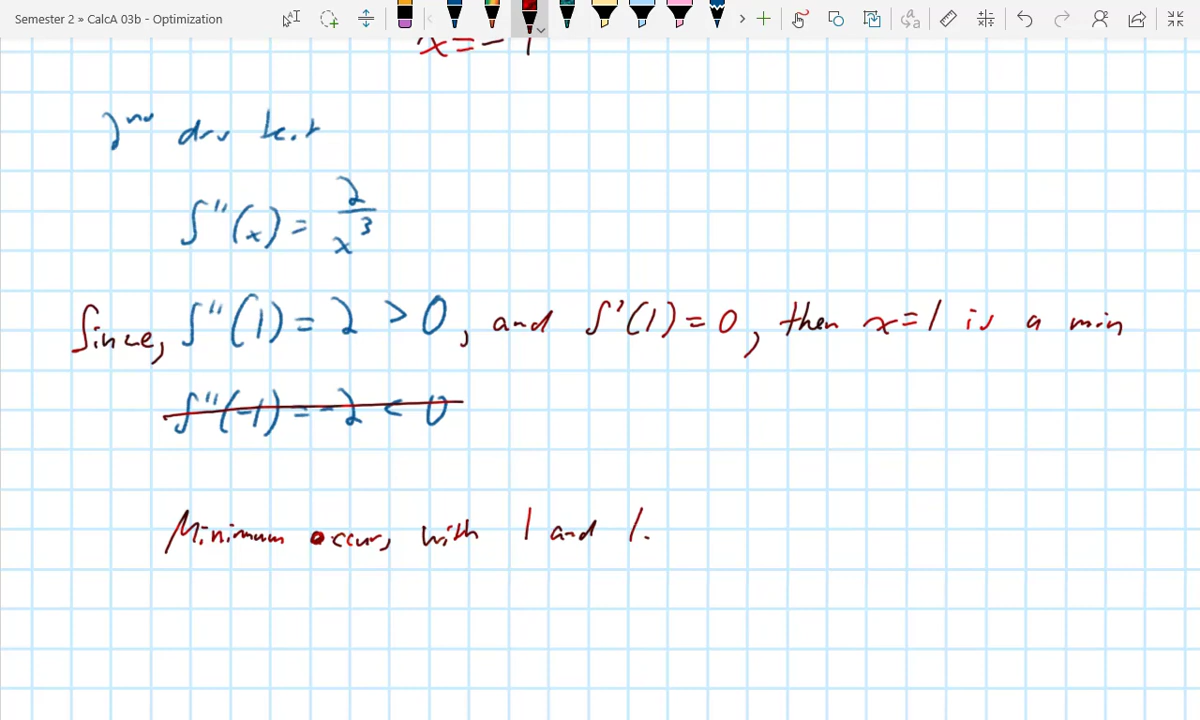 Semester 2 » CalcA 03b - Optimization
x = -1
2nd drv test
f''(x) = 2/x³
Since, f''(1) = 2 > 0, and f'(1) = 0, then x=1 is a min
f''(-1) = -2 < 0
Minimum occurs with 1 and 1.